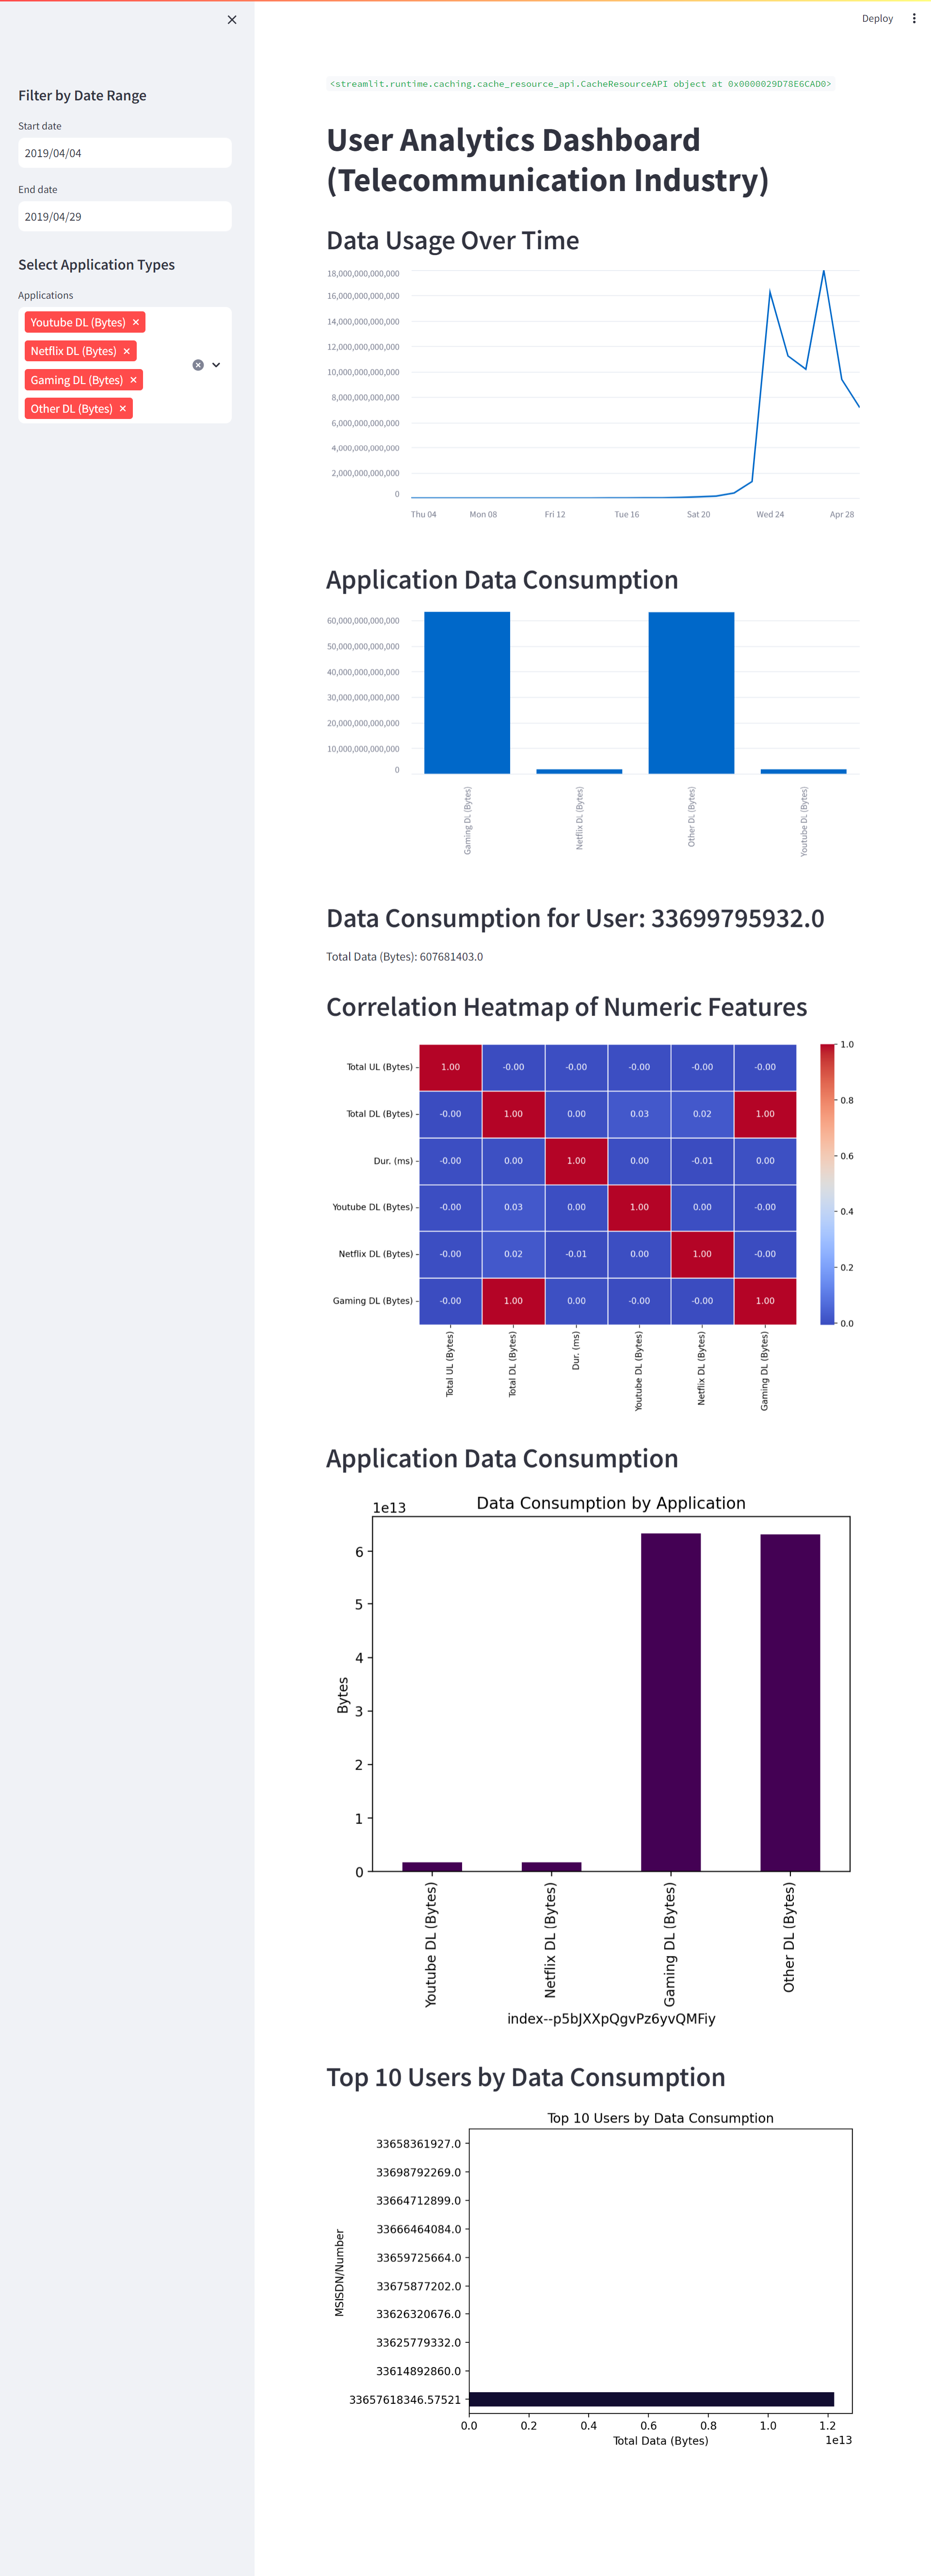 Deploy
Filter by Date Range
Start date
2019/04/04
End date
2019/04/29
Select Application Types
Applications
Youtube DL (Bytes)
Netflix DL (Bytes)
Gaming DL (Bytes)
Other DL (Bytes)
<streamlit.runtime.caching.cache_resource_api.CacheResourceAPI object at 0x0000029D78E6CAD0>
User Analytics Dashboard
(Telecommunication Industry)
Data Usage Over Time
18,000,000,000,000
16,000,000,000,000
14,000,000,000,000
12,000,000,000,000
10,000,000,000,000
8,000,000,000,000
6,000,000,000,000
4,000,000,000,000
2,000,000,000,000
0
Thu 04 Mon 08 Fri 12 Tue 16 Sat 20 Wed 24 Apr 28
Application Data Consumption
60,000,000,000,000
50,000,000,000,000
40,000,000,000,000
30,000,000,000,000
20,000,000,000,000
10,000,000,000,000
0
Gaming DL (Bytes)
Netflix DL (Bytes)
Other DL (Bytes)
Youtube DL (Bytes)
Data Consumption for User: 33699795932.0
Total Data (Bytes): 607681403.0
Correlation Heatmap of Numeric Features
Total UL (Bytes) 1.00 -0.00 -0.00 -0.00 -0.00 -0.00
Total DL (Bytes) -0.00 1.00 0.00 0.03 0.02 1.00
Dur. (ms) -0.00 0.00 1.00 0.00 -0.01 0.00
Youtube DL (Bytes) -0.00 0.03 0.00 1.00 0.00 -0.00
Netflix DL (Bytes) -0.00 0.02 -0.01 0.00 1.00 -0.00
Gaming DL (Bytes) -0.00 1.00 0.00 -0.00 -0.00 1.00
Total UL (Bytes)
Total DL (Bytes)
Dur. (ms)
Youtube DL (Bytes)
Netflix DL (Bytes)
Gaming DL (Bytes)
1.0
0.8
0.6
0.4
0.2
0.0
Application Data Consumption
Data Consumption by Application
1e13
6
5
4
3
2
1
0
Bytes
Youtube DL (Bytes)
Netflix DL (Bytes)
Gaming DL (Bytes)
Other DL (Bytes)
index--p5bJXXpQgvPz6yvQMFiy
Top 10 Users by Data Consumption
Top 10 Users by Data Consumption
MSISDN/Number
33658361927.0
33698792269.0
33664712899.0
33666464084.0
33659725664.0
33675877202.0
33626320676.0
33625779332.0
33614892860.0
33657618346.57521
0.0 0.2 0.4 0.6 0.8 1.0 1.2
Total Data (Bytes)
1e13